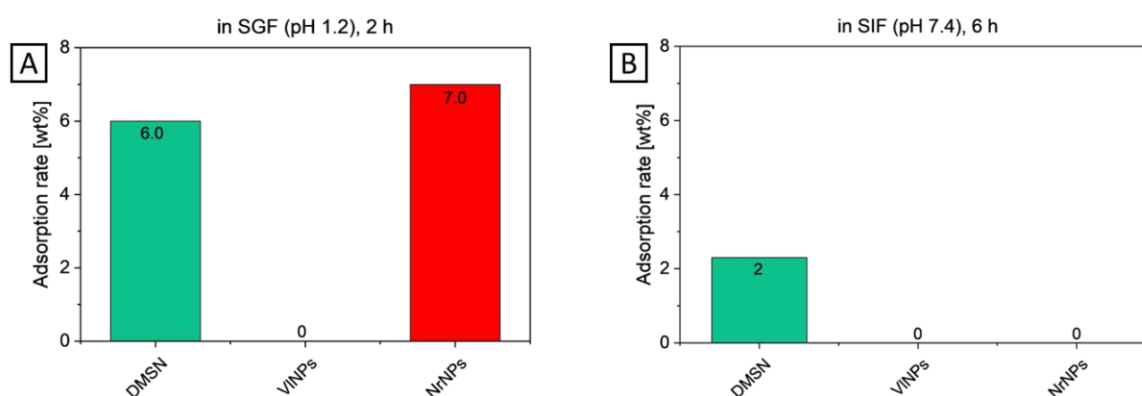 in SGF (pH 1.2), 2 h
A
Adsorption rate [wt%]
8
6
4
2
0
6.0
0
7.0
DMSN
VINPs
NrNPs
in SIF (pH 7.4), 6 h
B
Adsorption rate [wt%]
8
6
4
2
0
2
0
0
DMSN
VINPs
NrNPs